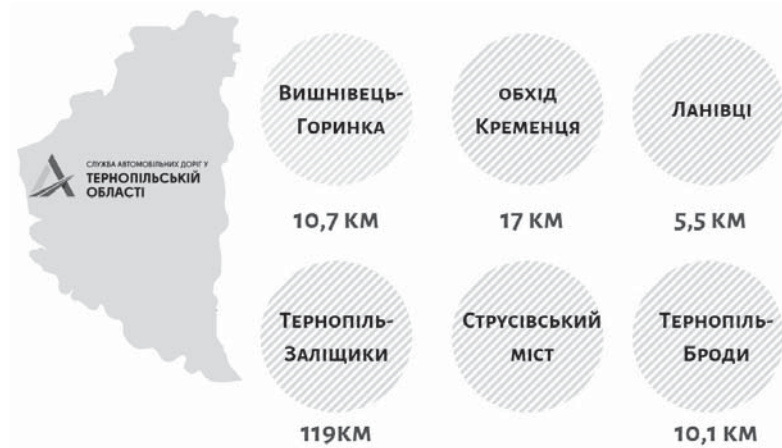 СЛУЖБА АВТОМОБІЛЬНИХ ДОРІГ У
ТЕРНОПІЛЬСЬКІЙ
ОБЛАСТІ
ВИШНІВЕЦЬ-
ГОРИНКА
10,7 КМ
ОБХІД
КРЕМЕНЦЯ
17 КМ
ЛАНІВЦІ
5,5 КМ
ТЕРНОПІЛЬ-
ЗАЛІЩИКИ
119КМ
СТРУСІВСЬКИЙ
МІСТ
ТЕРНОПІЛЬ-
БРОДИ
10,1 КМ